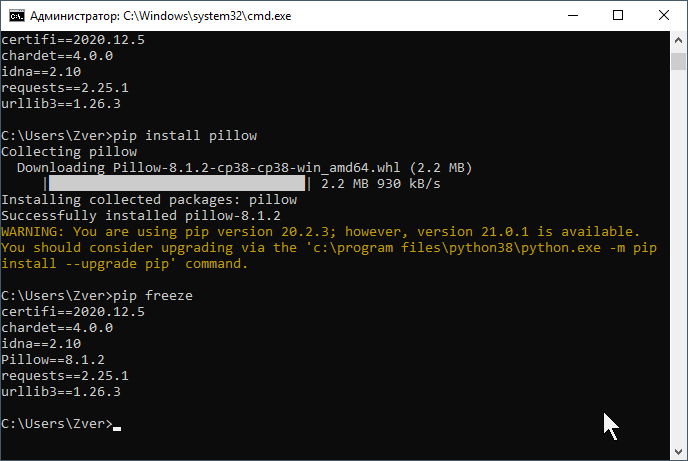 Администратор: C:\Windows\system32\cmd.exe
certifi==2020.12.5
chardet==4.0.0
idna==2.10
requests==2.25.1
urllib3==1.26.3
C:\Users\Zver>pip install pillow
Collecting pillow
  Downloading Pillow-8.1.2-cp38-cp38-win_amd64.whl (2.2 MB)
     |████████████████████████████████| 2.2 MB 930 kB/s
Installing collected packages: pillow
Successfully installed pillow-8.1.2
WARNING: You are using pip version 20.2.3; however, version 21.0.1 is available.
You should consider upgrading via the 'c:\program files\python38\python.exe -m pip
install --upgrade pip' command.
C:\Users\Zver>pip freeze
certifi==2020.12.5
chardet==4.0.0
idna==2.10
Pillow==8.1.2
requests==2.25.1
urllib3==1.26.3
C:\Users\Zver>